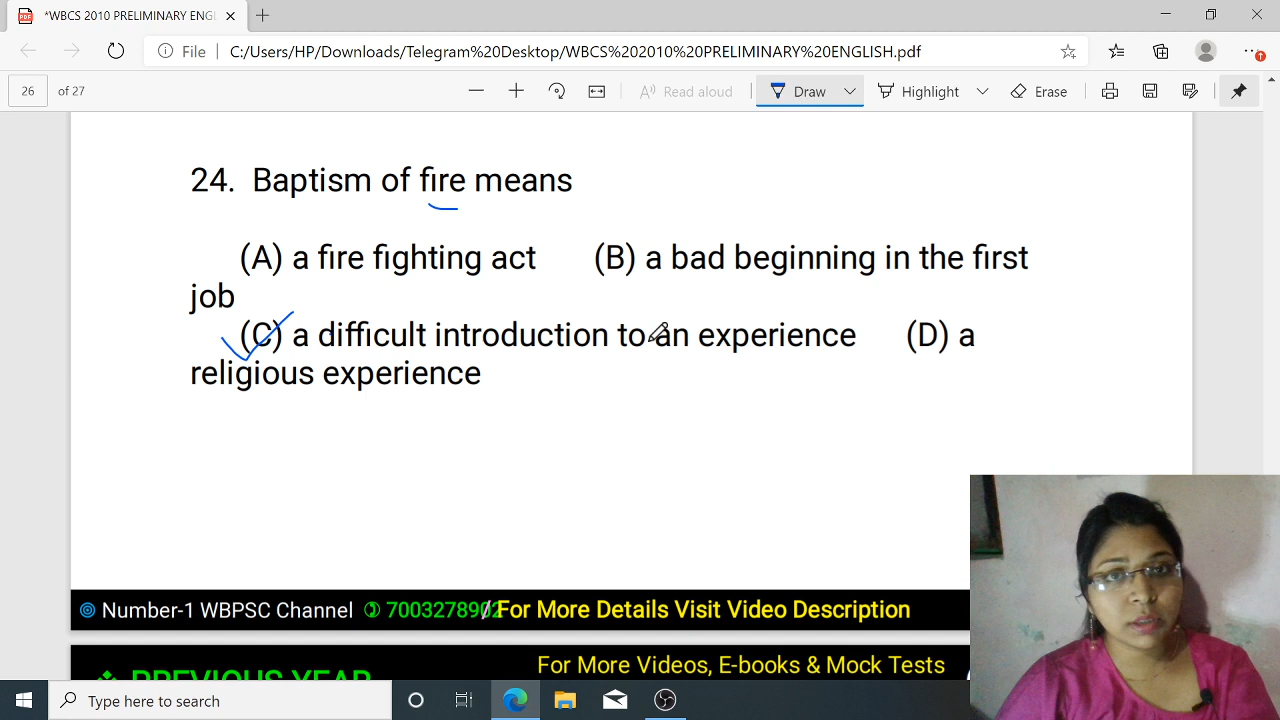 *WBCS 2010 PRELIMINARY ENGL
File C:/Users/HP/Downloads/Telegram%20Desktop/WBCS%202010%20PRELIMINARY%20ENGLISH.pdf
26 of 27 Read aloud Draw Highlight Erase
24. Baptism of fire means
(A) a fire fighting act (B) a bad beginning in the first
job
(C) a difficult introduction to an experience (D) a
religious experience
Number-1 WBPSC Channel 7003278902 / For More Details Visit Video Description
PREVIOUS YEAR
For More Videos, E-books & Mock Tests
Type here to search